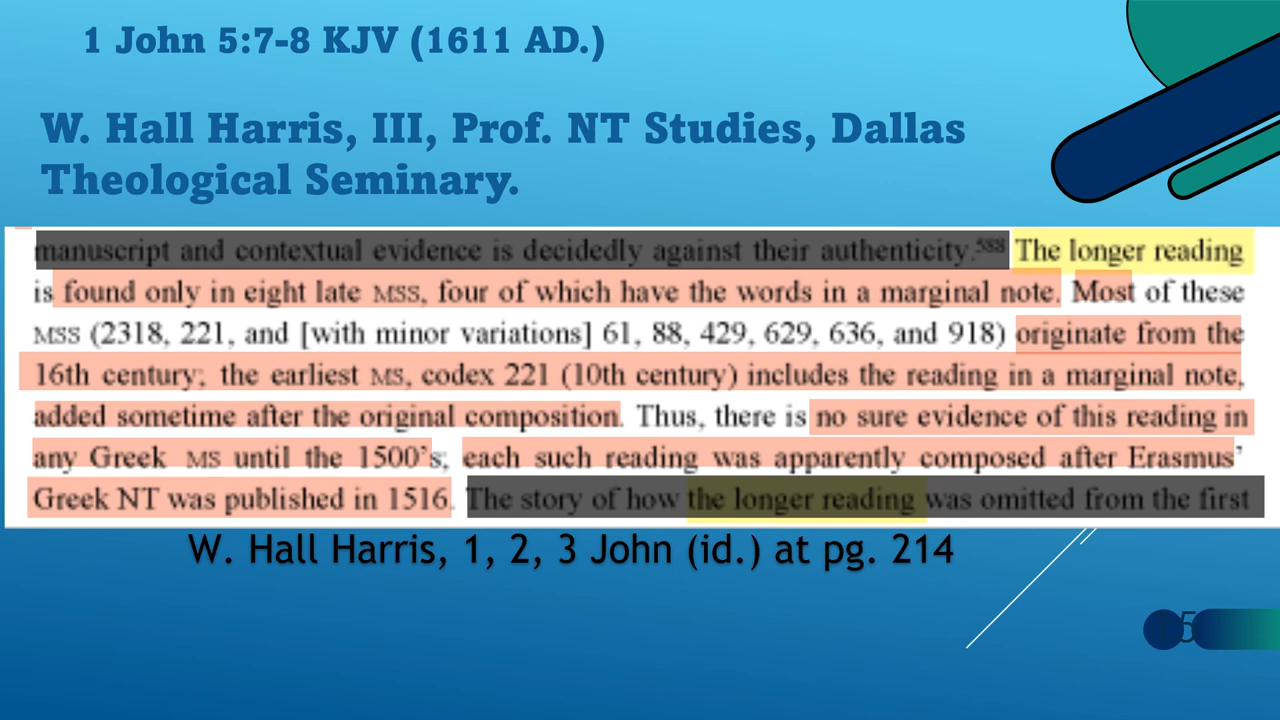 1 John 5:7-8 KJV (1611 AD.)
W. Hall Harris, III, Prof. NT Studies, Dallas
Theological Seminary.
manuscript and contextual evidence is decidedly against their authenticity.588 The longer reading
is found only in eight late MSS, four of which have the words in a marginal note. Most of these
MSS (2318, 221, and [with minor variations] 61, 88, 429, 629, 636, and 918) originate from the
16th century; the earliest MS, codex 221 (10th century) includes the reading in a marginal note,
added sometime after the original composition. Thus, there is no sure evidence of this reading in
any Greek MS until the 1500's; each such reading was apparently composed after Erasmus'
Greek NT was published in 1516. The story of how the longer reading was omitted from the first
W. Hall Harris, 1, 2, 3 John (id.) at pg. 214